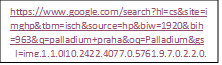 https://www.google.com/search?hl=cs&site=i
mghp&tbm=isch&source=hp&biw=1920&bih
=963&q=palladium+praha&oq=Palladium&gs
_l=img.1.1.0l10.2422.4077.0.5761.9.7.0.2.2.0.